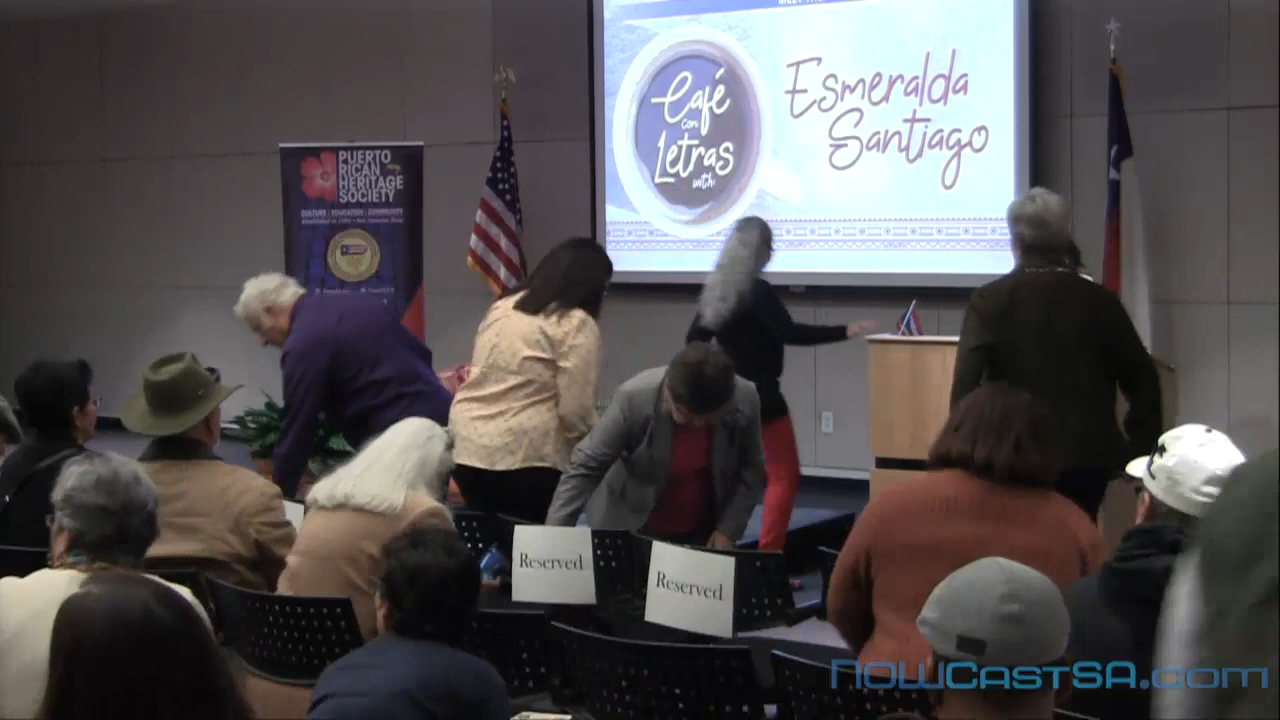 Café
con
Letras
with:
Esmeralda
Santiago
PUERTO
RICAN
HERITAGE
SOCIETY
CULTURE | EDUCATION | COMMUNITY
Reserved
Reserved
NOWCastSA.com